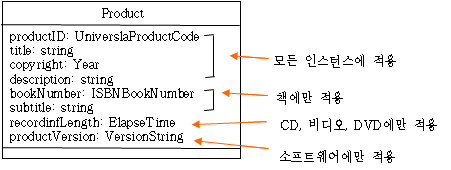 Product
productID: UniverslaProductCode
title: string
copyright: Year
description: string
모든 인스턴스에 적용
bookNumber: ISBNBookNumber
subtitle: string
책에만 적용
recordinfLength: ElapseTime
CD, 비디오, DVD에만 적용
productVersion: VersionString
소프트웨어에만 적용